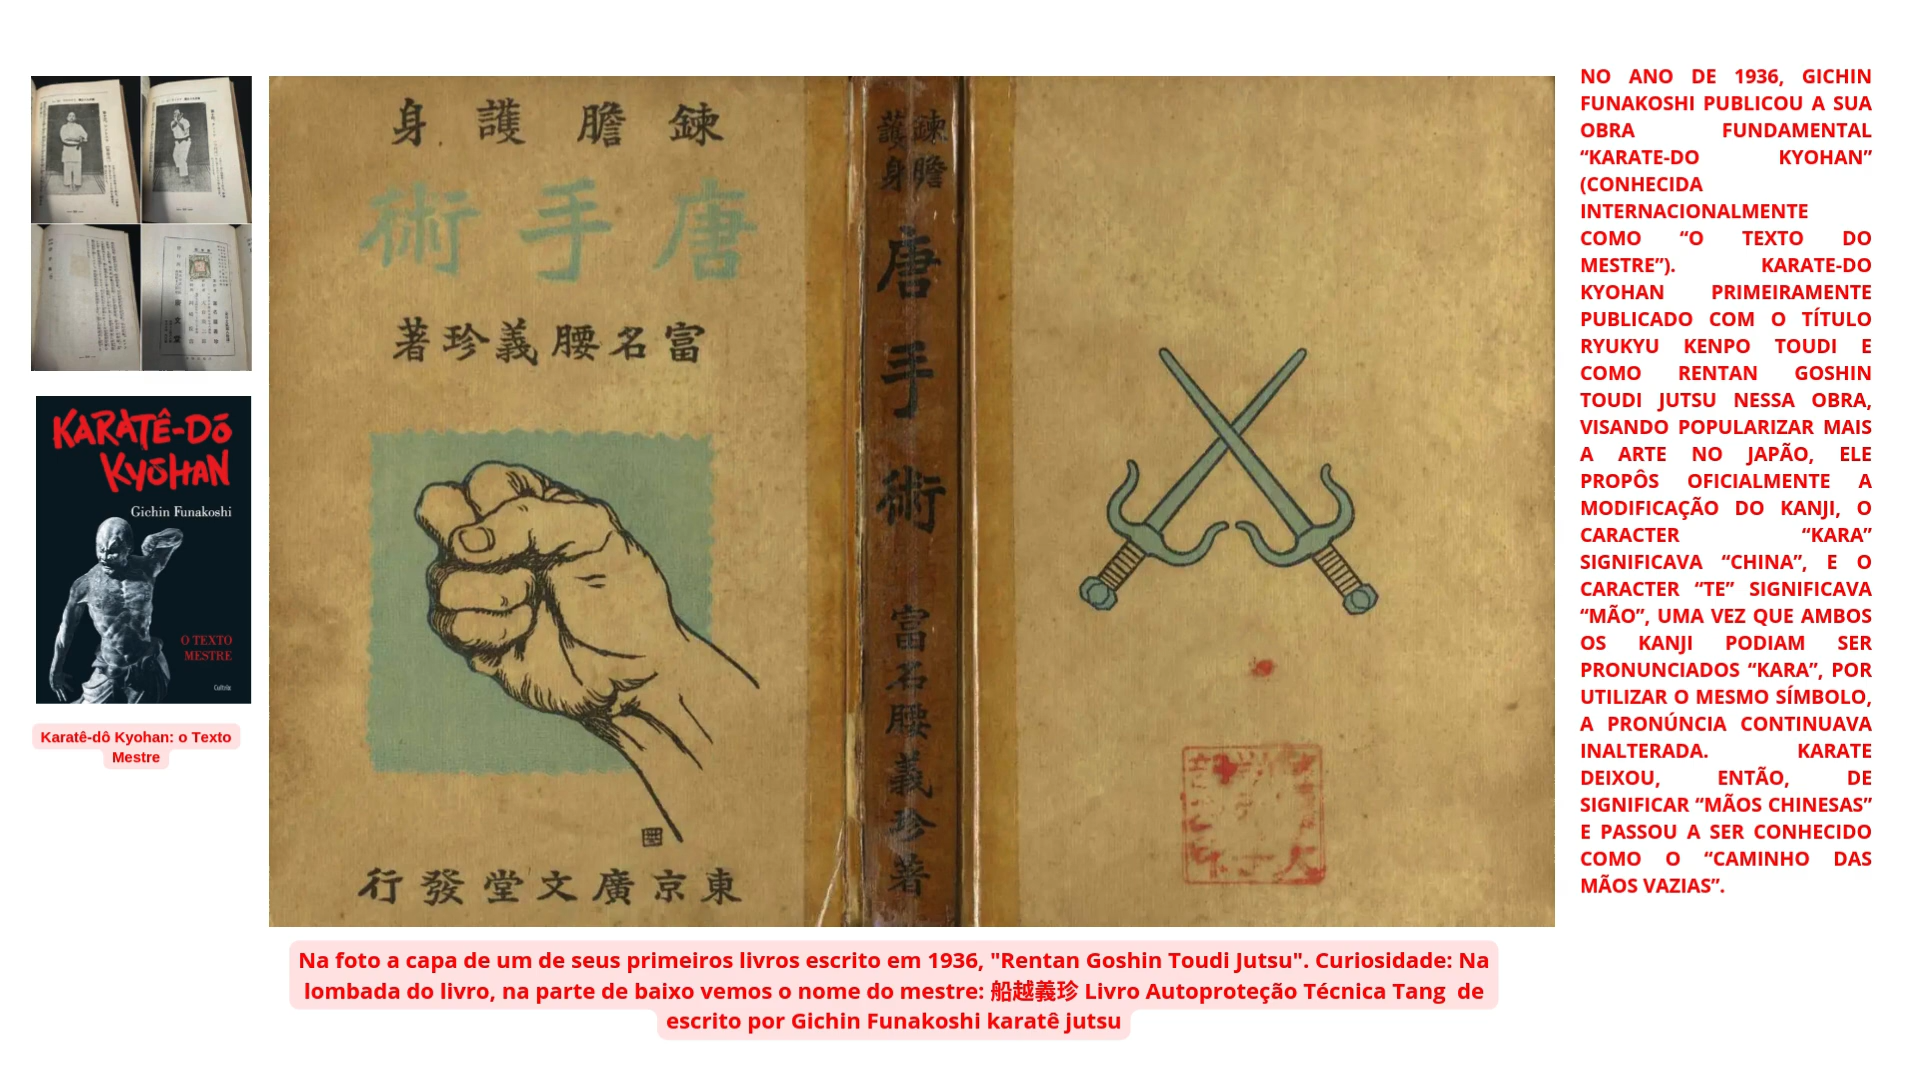 KARATÊ-DŌ
KYŌHAN
Gichin Funakoshi
O TEXTO
MESTRE
Cultrix
Karatê-dô Kyohan: o Texto
Mestre
鍊膽護身
唐手術
富名腰義珍著
東京廣文堂發行
鍊膽
護身
唐手術
富名腰義珍著
Na foto a capa de um de seus primeiros livros escrito em 1936, "Rentan Goshin Toudi Jutsu". Curiosidade: Na
lombada do livro, na parte de baixo vemos o nome do mestre: 船越義珍 Livro Autoproteção Técnica Tang de
escrito por Gichin Funakoshi karatê jutsu
NO ANO DE 1936, GICHIN
FUNAKOSHI PUBLICOU A SUA
OBRA FUNDAMENTAL
“KARATE-DO KYOHAN”
(CONHECIDA
INTERNACIONALMENTE
COMO “O TEXTO DO
MESTRE”). KARATE-DO
KYOHAN PRIMEIRAMENTE
PUBLICADO COM O TÍTULO
RYUKYU KENPO TOUDI E
COMO RENTAN GOSHIN
TOUDI JUTSU NESSA OBRA,
VISANDO POPULARIZAR MAIS
A ARTE NO JAPÃO, ELE
PROPÔS OFICIALMENTE A
MODIFICAÇÃO DO KANJI, O
CARACTER “KARA”
SIGNIFICAVA “CHINA”, E O
CARACTER “TE” SIGNIFICAVA
“MÃO”, UMA VEZ QUE AMBOS
OS KANJI PODIAM SER
PRONUNCIADOS “KARA”, POR
UTILIZAR O MESMO SÍMBOLO,
A PRONÚNCIA CONTINUAVA
INALTERADA. KARATE
DEIXOU, ENTÃO, DE
SIGNIFICAR “MÃOS CHINESAS”
E PASSOU A SER CONHECIDO
COMO O “CAMINHO DAS
MÃOS VAZIAS”.